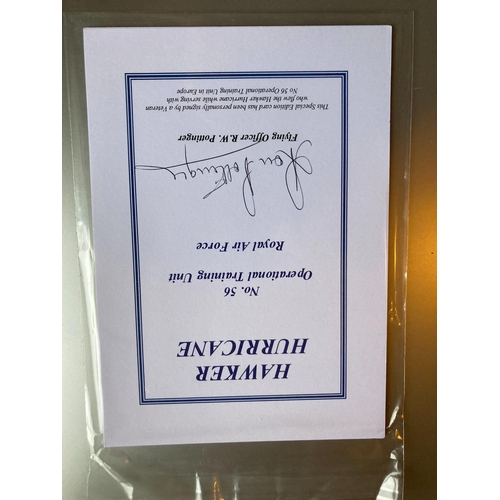 HAWKER
HURRICANE
No. 56
Operational Training Unit
Royal Air Force
Ron Pottinger
Flying Officer R.W. Pottinger
This Special Edition card has been personally signed by a Veteran
who flew the Hawker Hurricane while serving with
No 56 Operational Training Unit in Europe